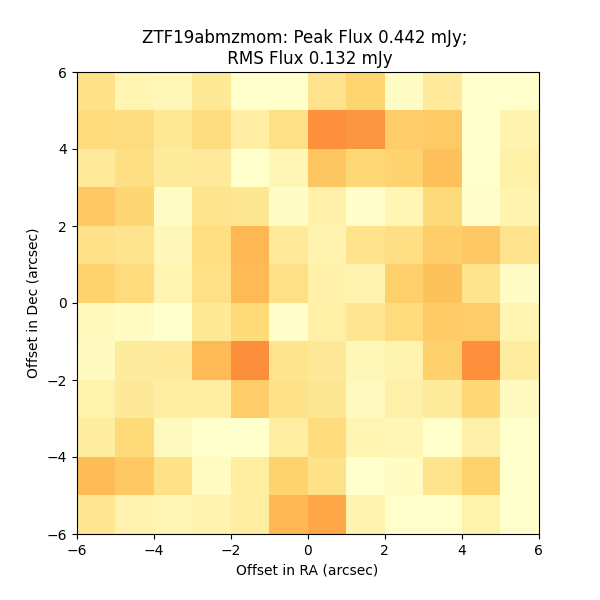 ZTF19abmzmom: Peak Flux 0.442 mJy;
RMS Flux 0.132 mJy
6
4
2
0
−2
−4
−6
Offset in Dec (arcsec)
−6 −4 −2 0 2 4 6
Offset in RA (arcsec)